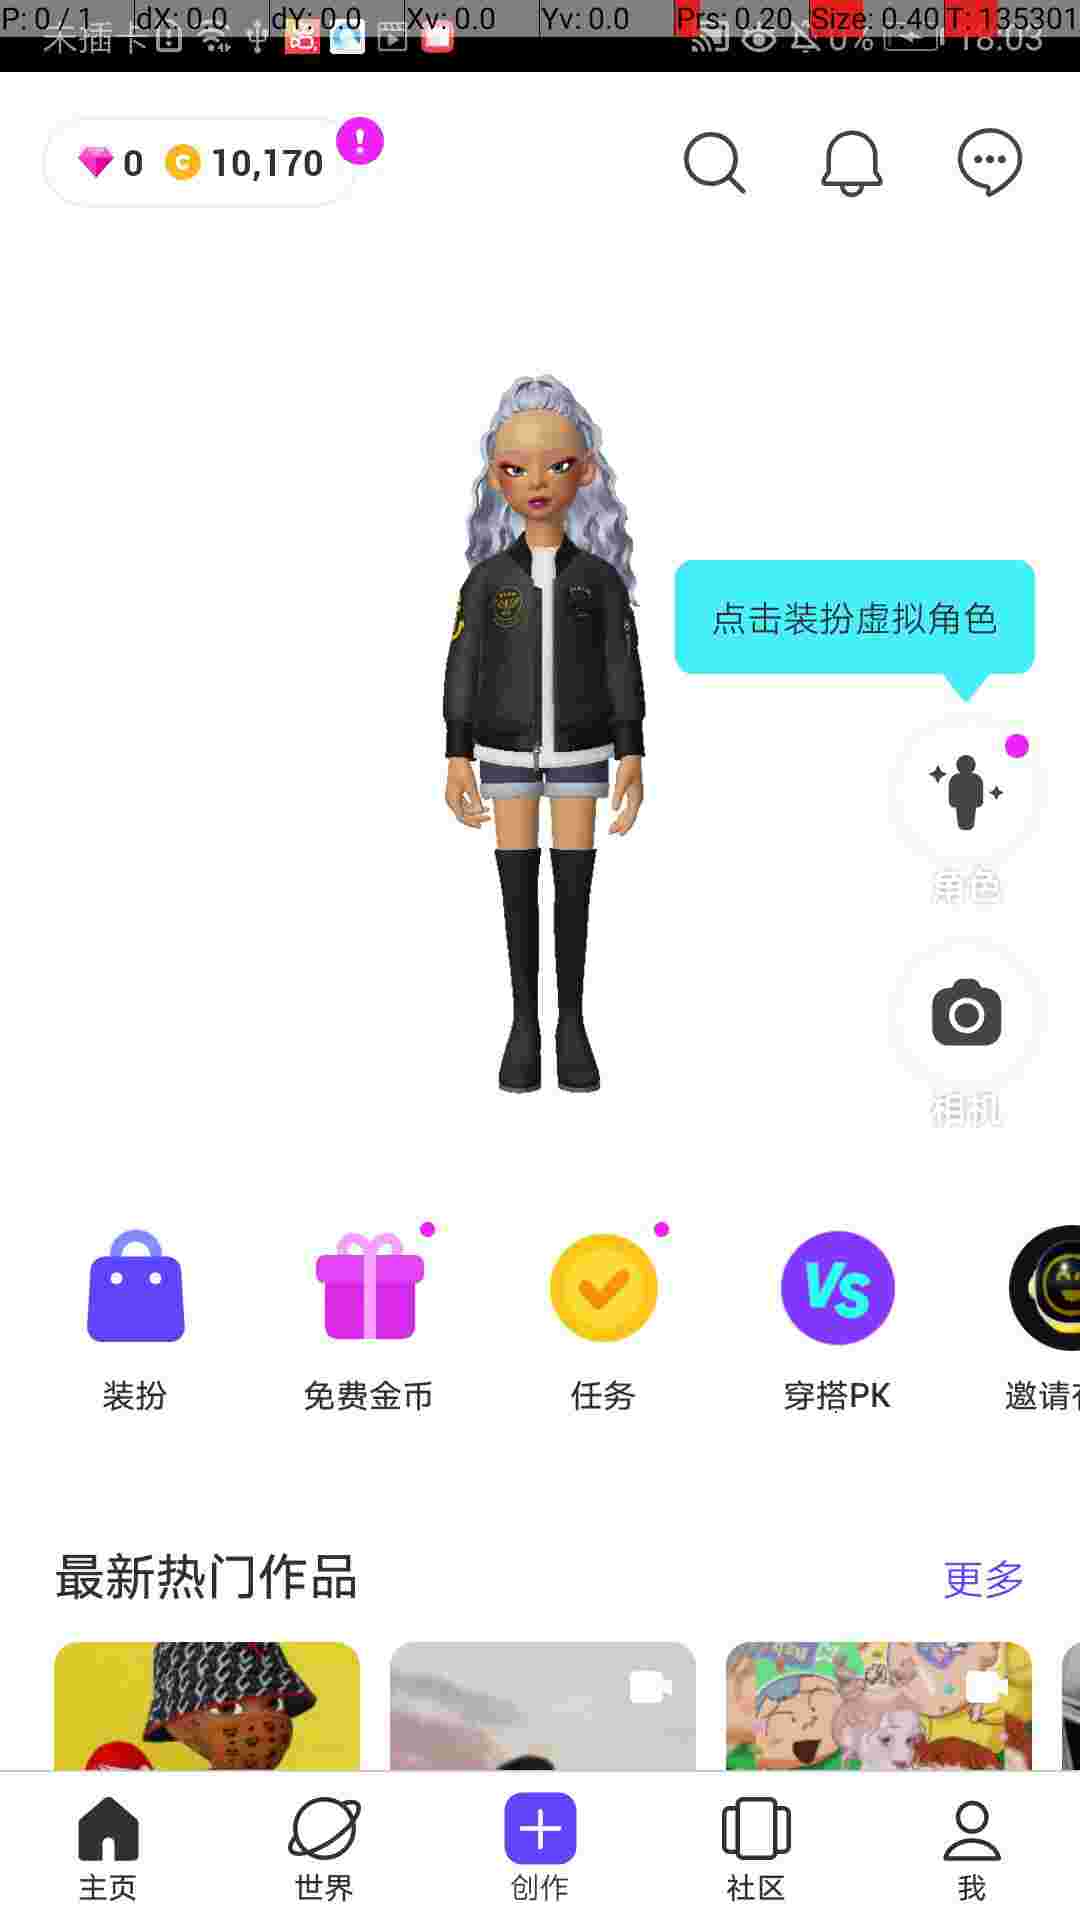 P: 0 / 1 dX: 0.0 dY: 0.0 Xv: 0.0 Yv: 0.0 Prs: 0.20 Size: 0.40 T: 135301
未插卡 0% 18:03
0 10,170
点击装扮虚拟角色
角色
相机
VS
装扮 免费金币 任务 穿搭PK 邀请
最新热门作品 更多
主页 世界 创作 社区 我